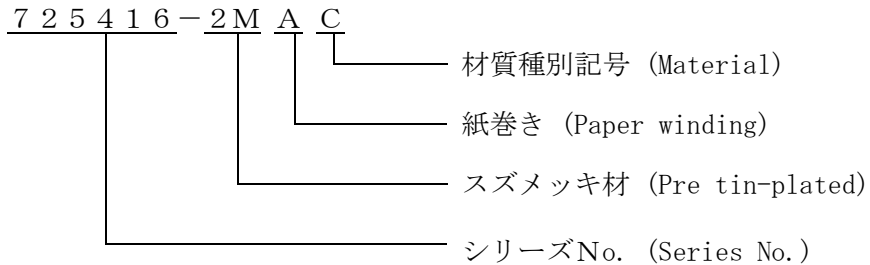 ７２５４１６－２Ｍ Ａ Ｃ
材質種別記号 (Material)
紙巻き (Paper winding)
スズメッキ材 (Pre tin-plated)
シリーズNo. (Series No.)